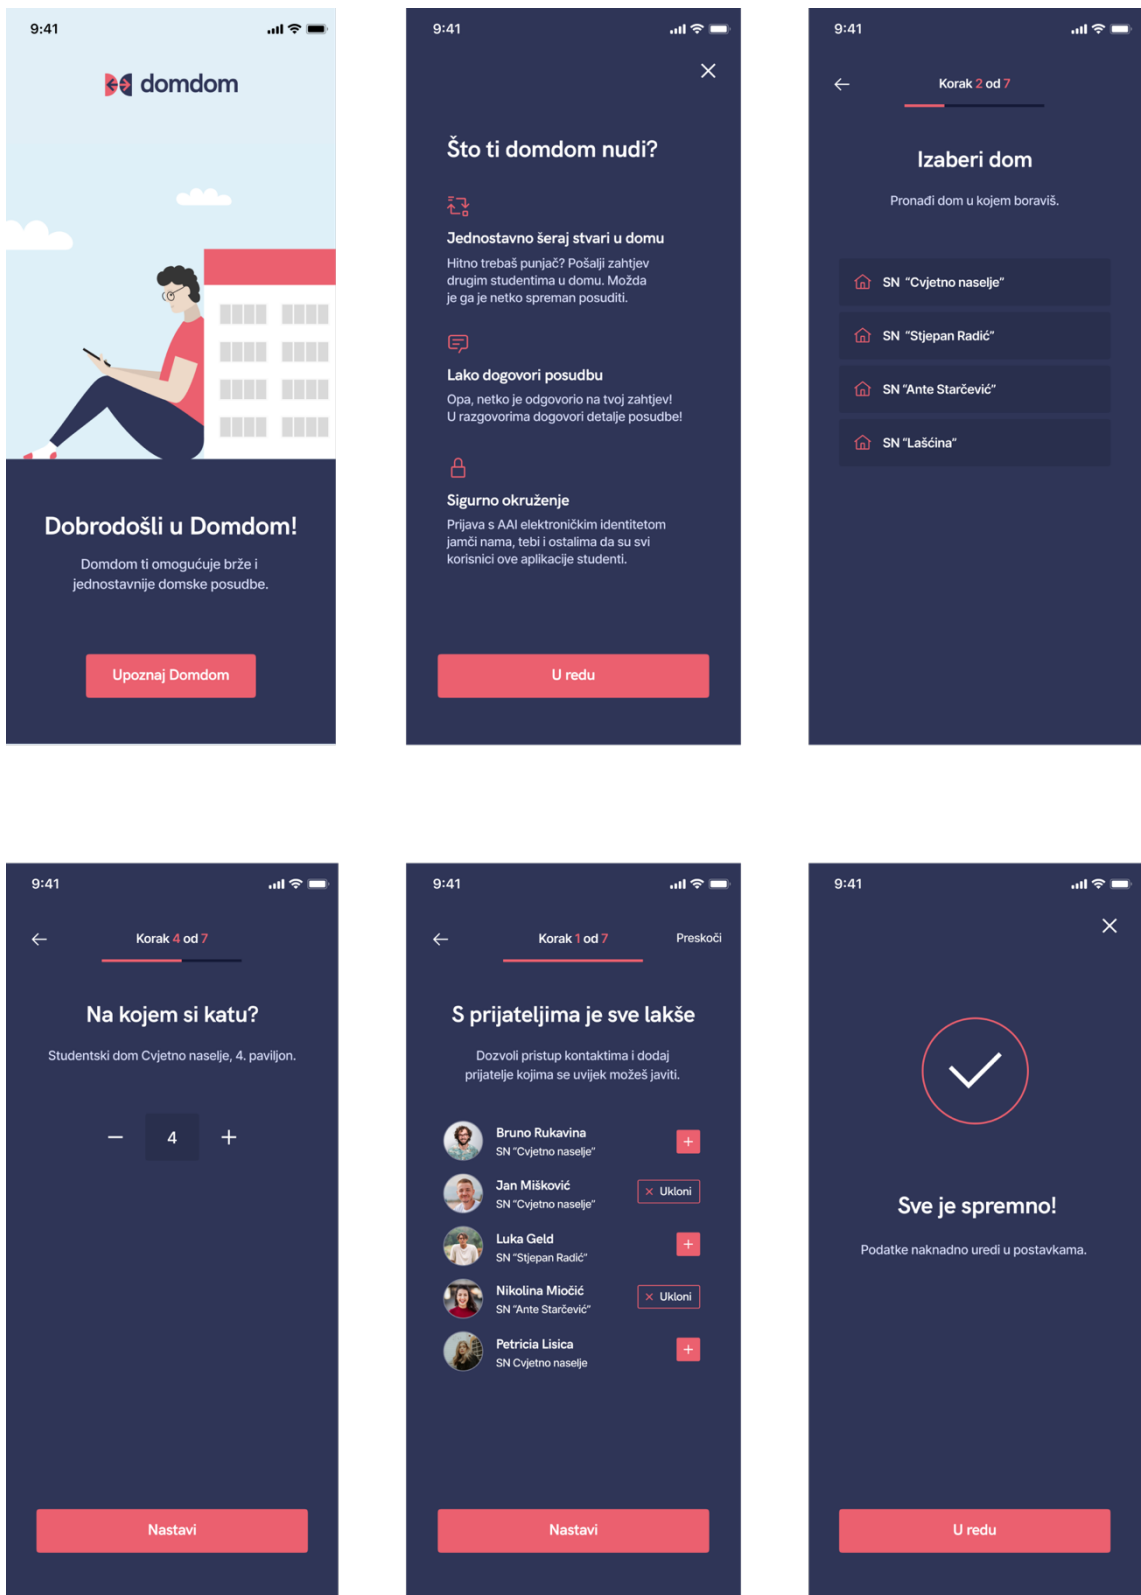 9:41
domdom
Dobrodošli u Domdom!
Domdom ti omogućuje brže i
jednostavnije domske posudbe.
Upoznaj Domdom
9:41
Što ti domdom nudi?
Jednostavno šeraj stvari u domu
Hitno trebaš punjač? Pošalji zahtjev
drugim studentima u domu. Možda
je ga je netko spreman posuditi.
Lako dogovori posudbu
Opa, netko je odgovorio na tvoj zahtjev!
U razgovorima dogovori detalje posudbe!
Sigurno okruženje
Prijava s AAI elektroničkim identitetom
jamči nama, tebi i ostalima da su svi
korisnici ove aplikacije studenti.
U redu
9:41
Korak 2 od 7
Izaberi dom
Pronađi dom u kojem boraviš.
SN “Cvjetno naselje“
SN “Stjepan Radić“
SN “Ante Starčević“
SN “Lašćina“
9:41
Korak 4 od 7
Na kojem si katu?
Studentski dom Cvjetno naselje, 4. paviljon.
4
Nastavi
9:41
Korak 1 od 7
Preskoči
S prijateljima je sve lakše
Dozvoli pristup kontaktima i dodaj
prijatelje kojima se uvijek možeš javiti.
Bruno Rukavina
SN “Cvjetno naselje“
Jan Mišković
SN “Cvjetno naselje“
Ukloni
Luka Geld
SN “Stjepan Radić“
Nikolina Miočić
SN “Ante Starčević“
Ukloni
Petricia Lisica
SN Cvjetno naselje
Nastavi
9:41
Sve je spremno!
Podatke naknadno uredi u postavkama.
U redu